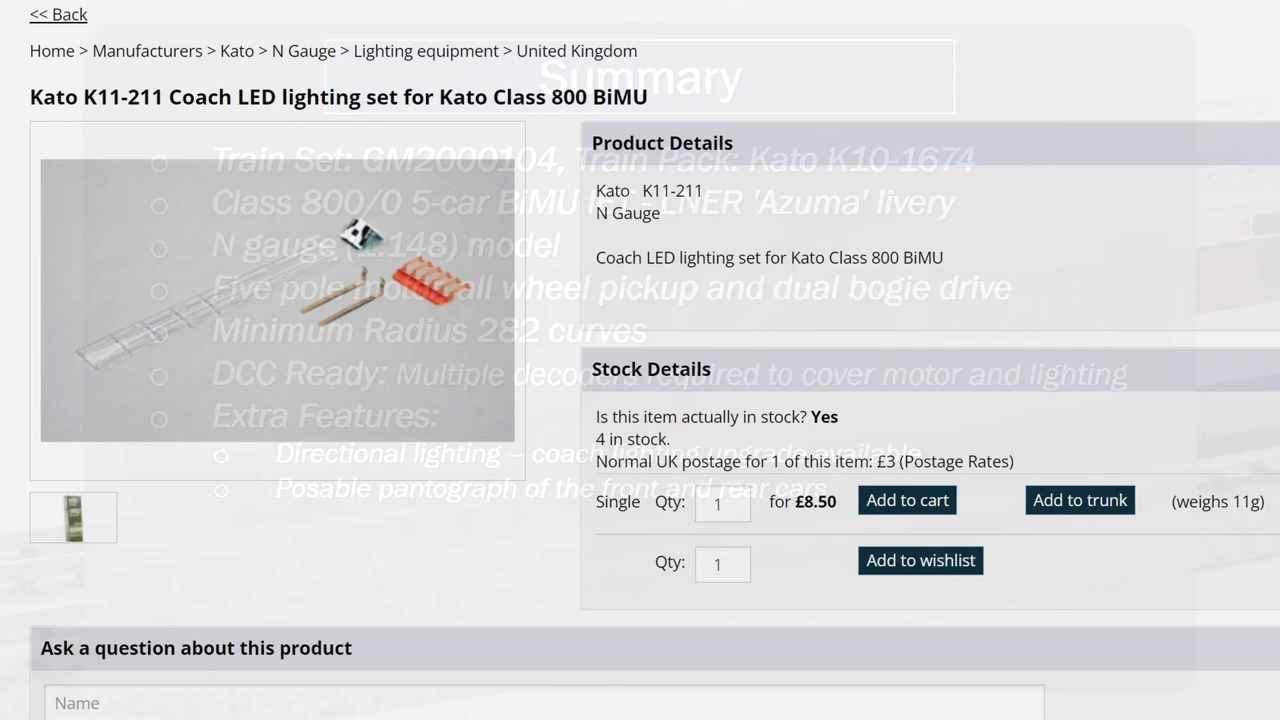 << Back
Home > Manufacturers > Kato > N Gauge > Lighting equipment > United Kingdom
Summary
Kato K11-211 Coach LED lighting set for Kato Class 800 BiMU
Product Details
Train Set: GM2000104, Train Pack: Kato K10-1674
Kato K11-211
Class 800/0 5-car BiMU IET LNER 'Azuma' livery
N Gauge
N gauge (1:148) model
Coach LED lighting set for Kato Class 800 BiMU
Five pole motor, all wheel pickup and dual bogie drive
Minimum Radius 282 curves
Stock Details
DCC Ready: Multiple decoders required to cover motor and lighting
Is this item actually in stock? Yes
Extra Features:
4 in stock.
Directional lighting – coach lighting upgrade available
Normal UK postage for 1 of this item: £3 (Postage Rates)
Posable pantograph of the front and rear cars
Single Qty: 1 for £8.50 Add to cart Add to trunk (weighs 11g)
Qty: 1 Add to wishlist
Ask a question about this product
Name